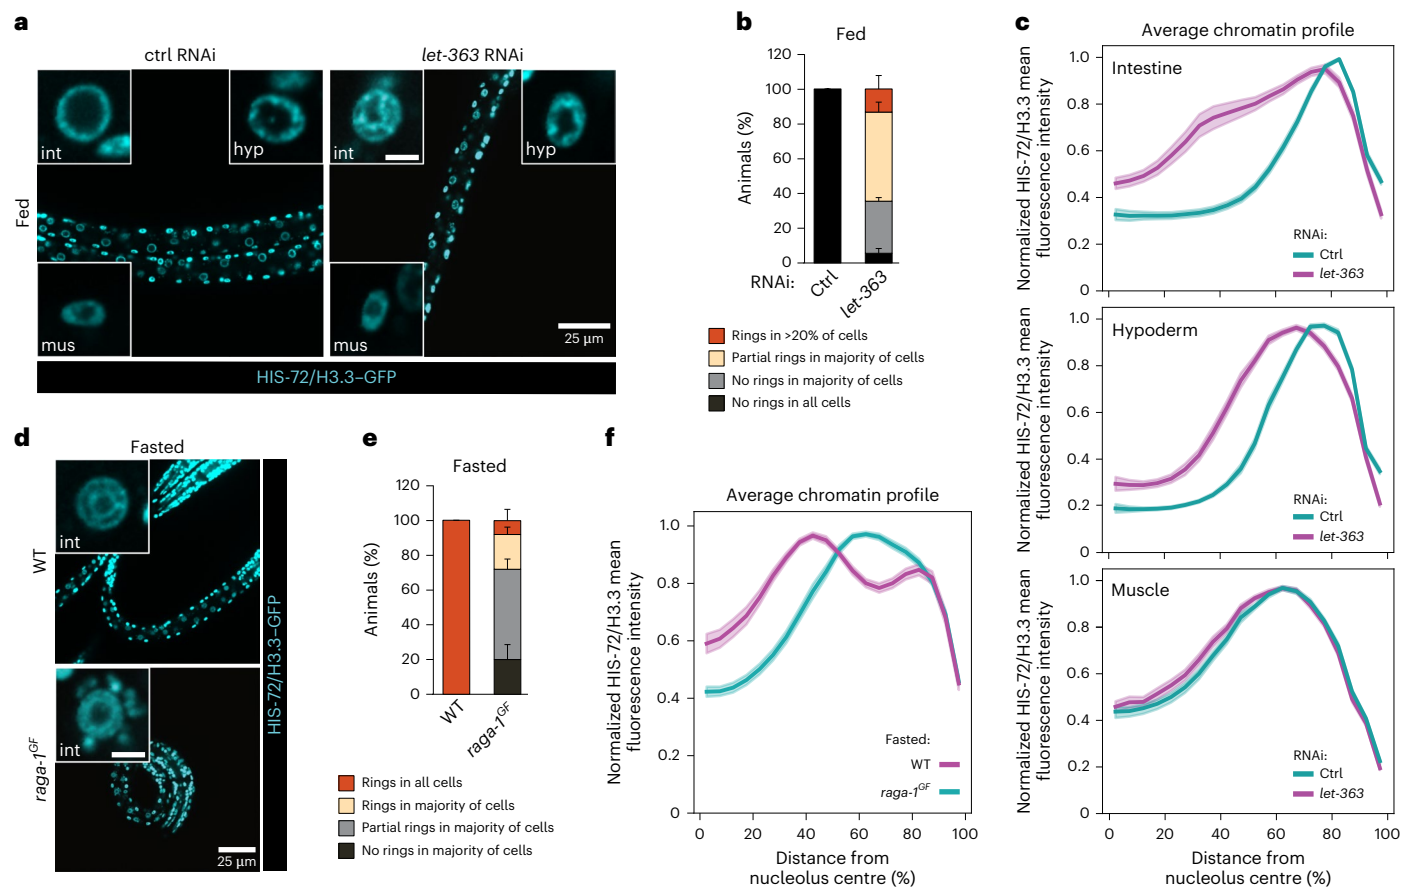 a
ctrl RNAi
let-363 RNAi
Fed
int
hyp
int
hyp
mus
mus
25 µm
HIS-72/H3.3–GFP
b
Fed
Animals (%)
120
100
80
60
40
20
0
RNAi:
Ctrl
let-363
Rings in >20% of cells
Partial rings in majority of cells
No rings in majority of cells
No rings in all cells
c
Average chromatin profile
Normalized HIS-72/H3.3 mean
fluorescence intensity
1.0
0.8
0.6
0.4
0.2
0
Intestine
RNAi:
Ctrl
let-363
Normalized HIS-72/H3.3 mean
fluorescence intensity
1.0
0.8
0.6
0.4
0.2
0
Hypoderm
RNAi:
Ctrl
let-363
Normalized HIS-72/H3.3 mean
fluorescence intensity
1.0
0.8
0.6
0.4
0.2
0
Muscle
RNAi:
Ctrl
let-363
0 20 40 60 80 100
Distance from
nucleolus centre (%)
d
Fasted
WT
int
raga-1GF
int
25 µm
HIS-72/H3.3–GFP
e
Fasted
Animals (%)
120
100
80
60
40
20
0
WT
raga-1GF
Rings in all cells
Rings in majority of cells
Partial rings in majority of cells
No rings in majority of cells
f
Average chromatin profile
Normalized HIS-72/H3.3 mean
fluorescence intensity
1.0
0.8
0.6
0.4
0.2
0
Fasted:
WT
raga-1GF
0 20 40 60 80 100
Distance from
nucleolus centre (%)